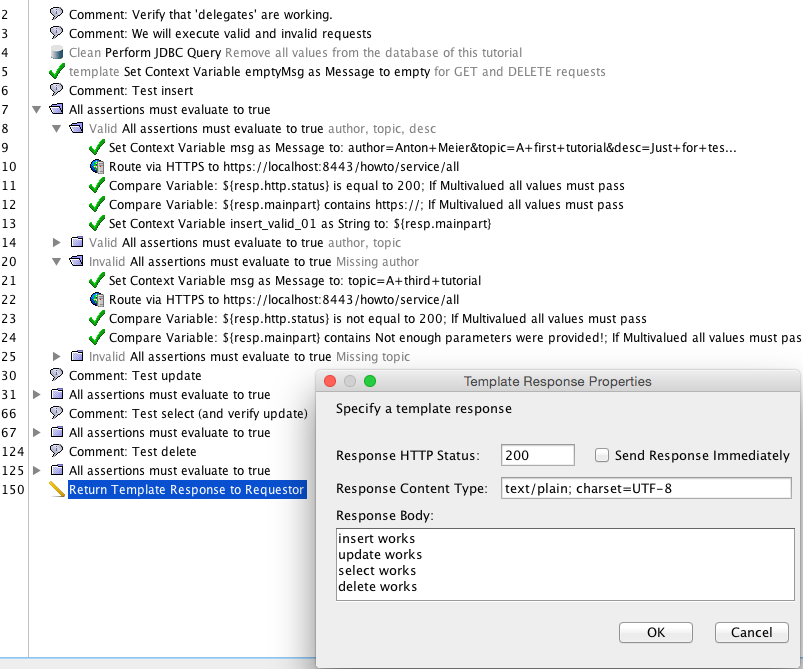 2 Comment: Verify that 'delegates' are working.
3 Comment: We will execute valid and invalid requests
4 Clean Perform JDBC Query Remove all values from the database of this tutorial
5 template Set Context Variable emptyMsg as Message to empty for GET and DELETE requests
6 Comment: Test insert
7 All assertions must evaluate to true
8 Valid All assertions must evaluate to true author, topic, desc
9 Set Context Variable msg as Message to: author=Anton+Meier&topic=A+first+tutorial&desc=Just+for+tes...
10 Route via HTTPS to https://localhost:8443/howto/service/all
11 Compare Variable: ${resp.http.status} is equal to 200; If Multivalued all values must pass
12 Compare Variable: ${resp.mainpart} contains https://; If Multivalued all values must pass
13 Set Context Variable insert_valid_01 as String to: ${resp.mainpart}
14 Valid All assertions must evaluate to true author, topic
20 Invalid All assertions must evaluate to true Missing author
21 Set Context Variable msg as Message to: topic=A+third+tutorial
22 Route via HTTPS to https://localhost:8443/howto/service/all
23 Compare Variable: ${resp.http.status} is not equal to 200; If Multivalued all values must pass
24 Compare Variable: ${resp.mainpart} contains Not enough parameters were provided!; If Multivalued all values must pas
25 Invalid All assertions must evaluate to true Missing topic
30 Comment: Test update
31 All assertions must evaluate to true
66 Comment: Test select (and verify update)
67 All assertions must evaluate to true
124 Comment: Test delete
125 All assertions must evaluate to true
150 Return Template Response to Requestor
Template Response Properties
Specify a template response
Response HTTP Status: 200 Send Response Immediately
Response Content Type: text/plain; charset=UTF-8
Response Body:
insert works
update works
select works
delete works
OK Cancel